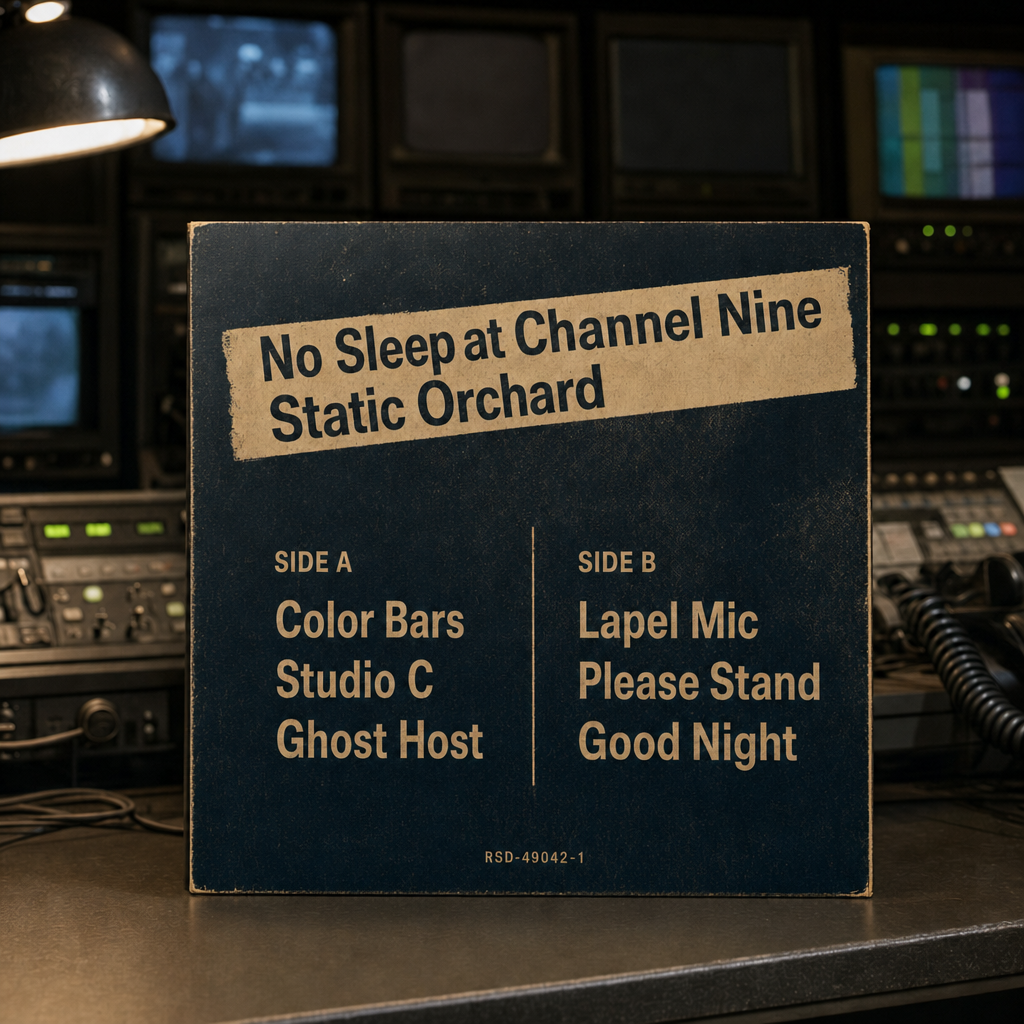 No Sleep at Channel Nine
Static Orchard
SIDE A
Color Bars
Studio C
Ghost Host
SIDE B
Lapel Mic
Please Stand
Good Night
RSD-49042-1